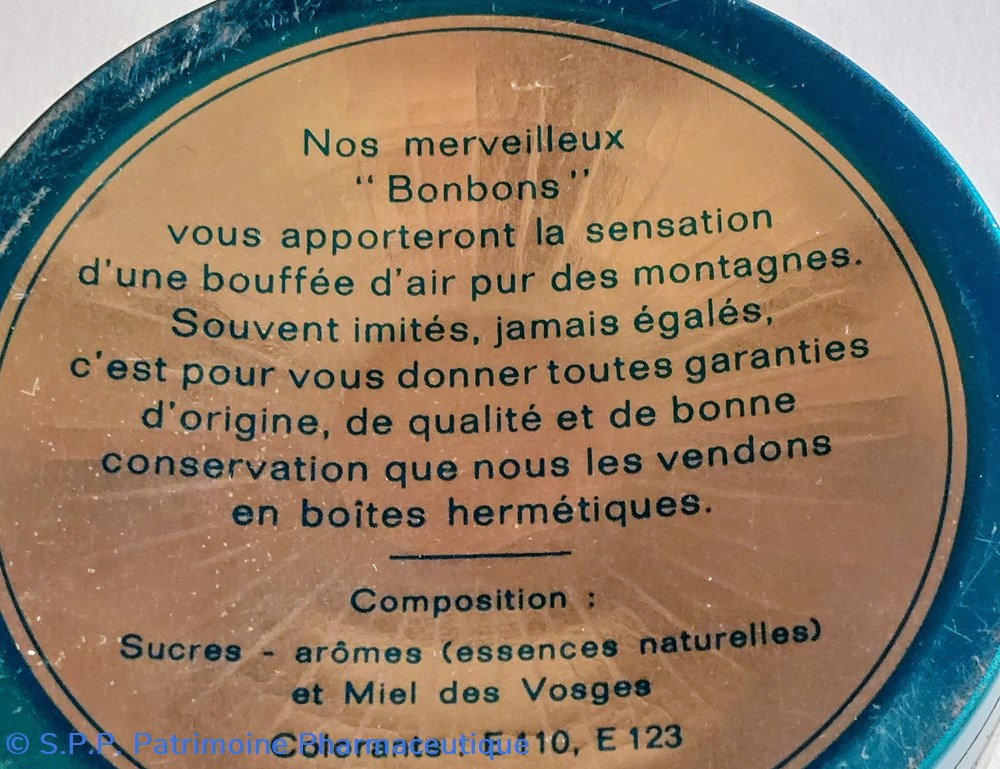 Nos merveilleux
"Bonbons"
vous apporteront la sensation
d'une bouffée d'air pur des montagnes.
Souvent imités, jamais égalés,
c'est pour vous donner toutes garanties
d'origine, de qualité et de bonne
conservation que nous les vendons
en boîtes hermétiques.
Composition :
Sucres - arômes (essences naturelles)
et Miel des Vosges
Colorants : E 110, E 123
© S.P.P. Patrimoine Pharmaceutique